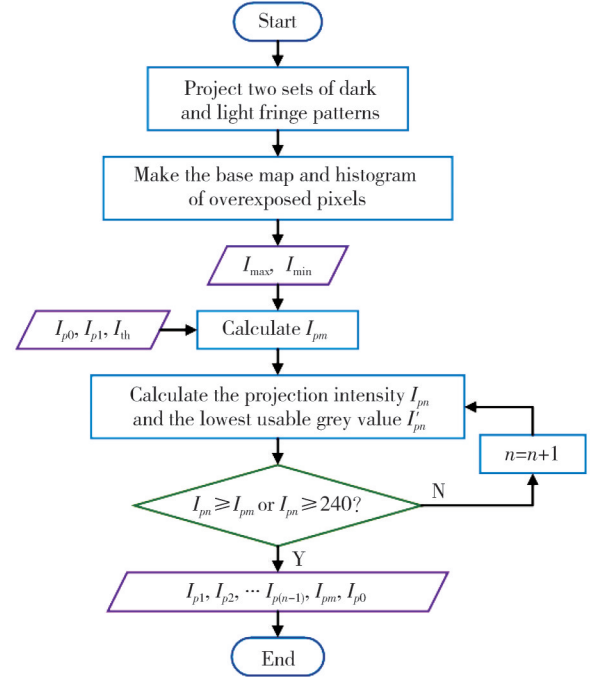 Start
Project two sets of dark
and light fringe patterns
Make the base map and histogram
of overexposed pixels
Imax, Imin
Ip0, Ip1, Ith
Calculate Ipm
Calculate the projection intensity Ipn
and the lowest usable grey value I′pn
n=n+1
Ipn≥Ipm or Ipn≥240?
N
Y
Ip1, Ip2, ··· Ip(n−1), Ipm, Ip0
End